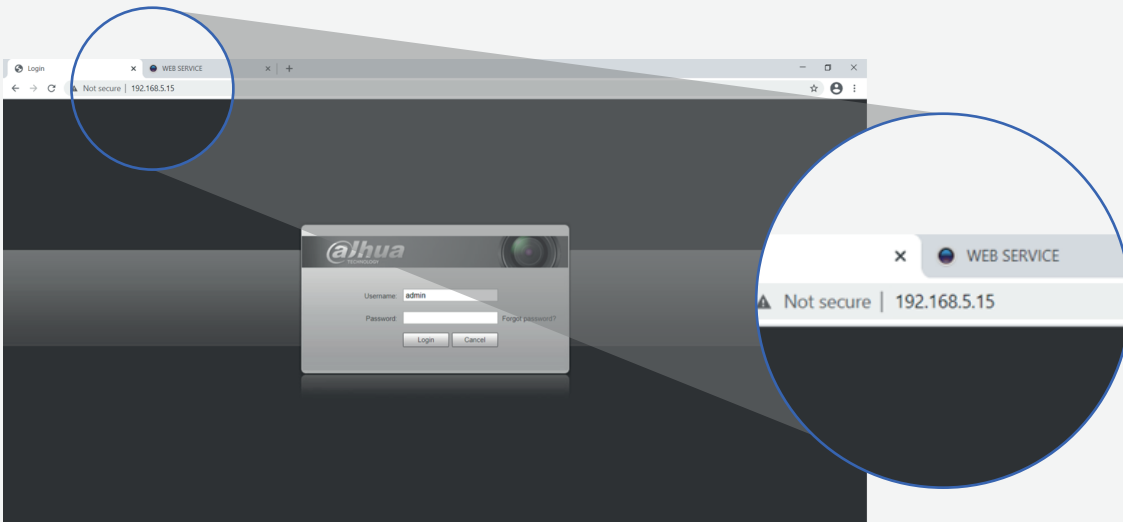 Login
WEB SERVICE
Not secure | 192.168.5.15
alhua
TECHNOLOGY
Username:
admin
Password:
Forgot password?
Login
Cancel
WEB SERVICE
Not secure | 192.168.5.15